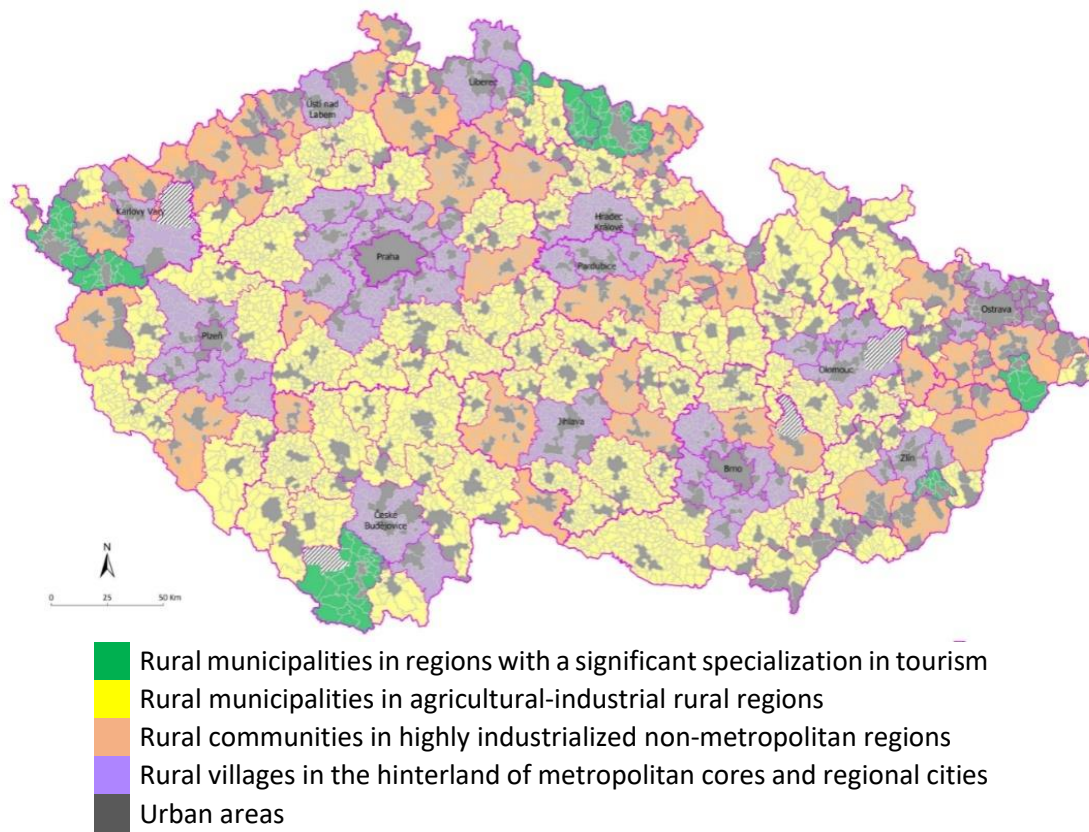 Liberec
Ústí nad
Labem
Karlovy Vary
Hradec
Králové
Praha
Pardubice
Ostrava
Plzeň
Olomouc
Jihlava
Zlín
Brno
České
Budějovice
N
0 25 50 Km
Rural municipalities in regions with a significant specialization in tourism
Rural municipalities in agricultural-industrial rural regions
Rural communities in highly industrialized non-metropolitan regions
Rural villages in the hinterland of metropolitan cores and regional cities
Urban areas